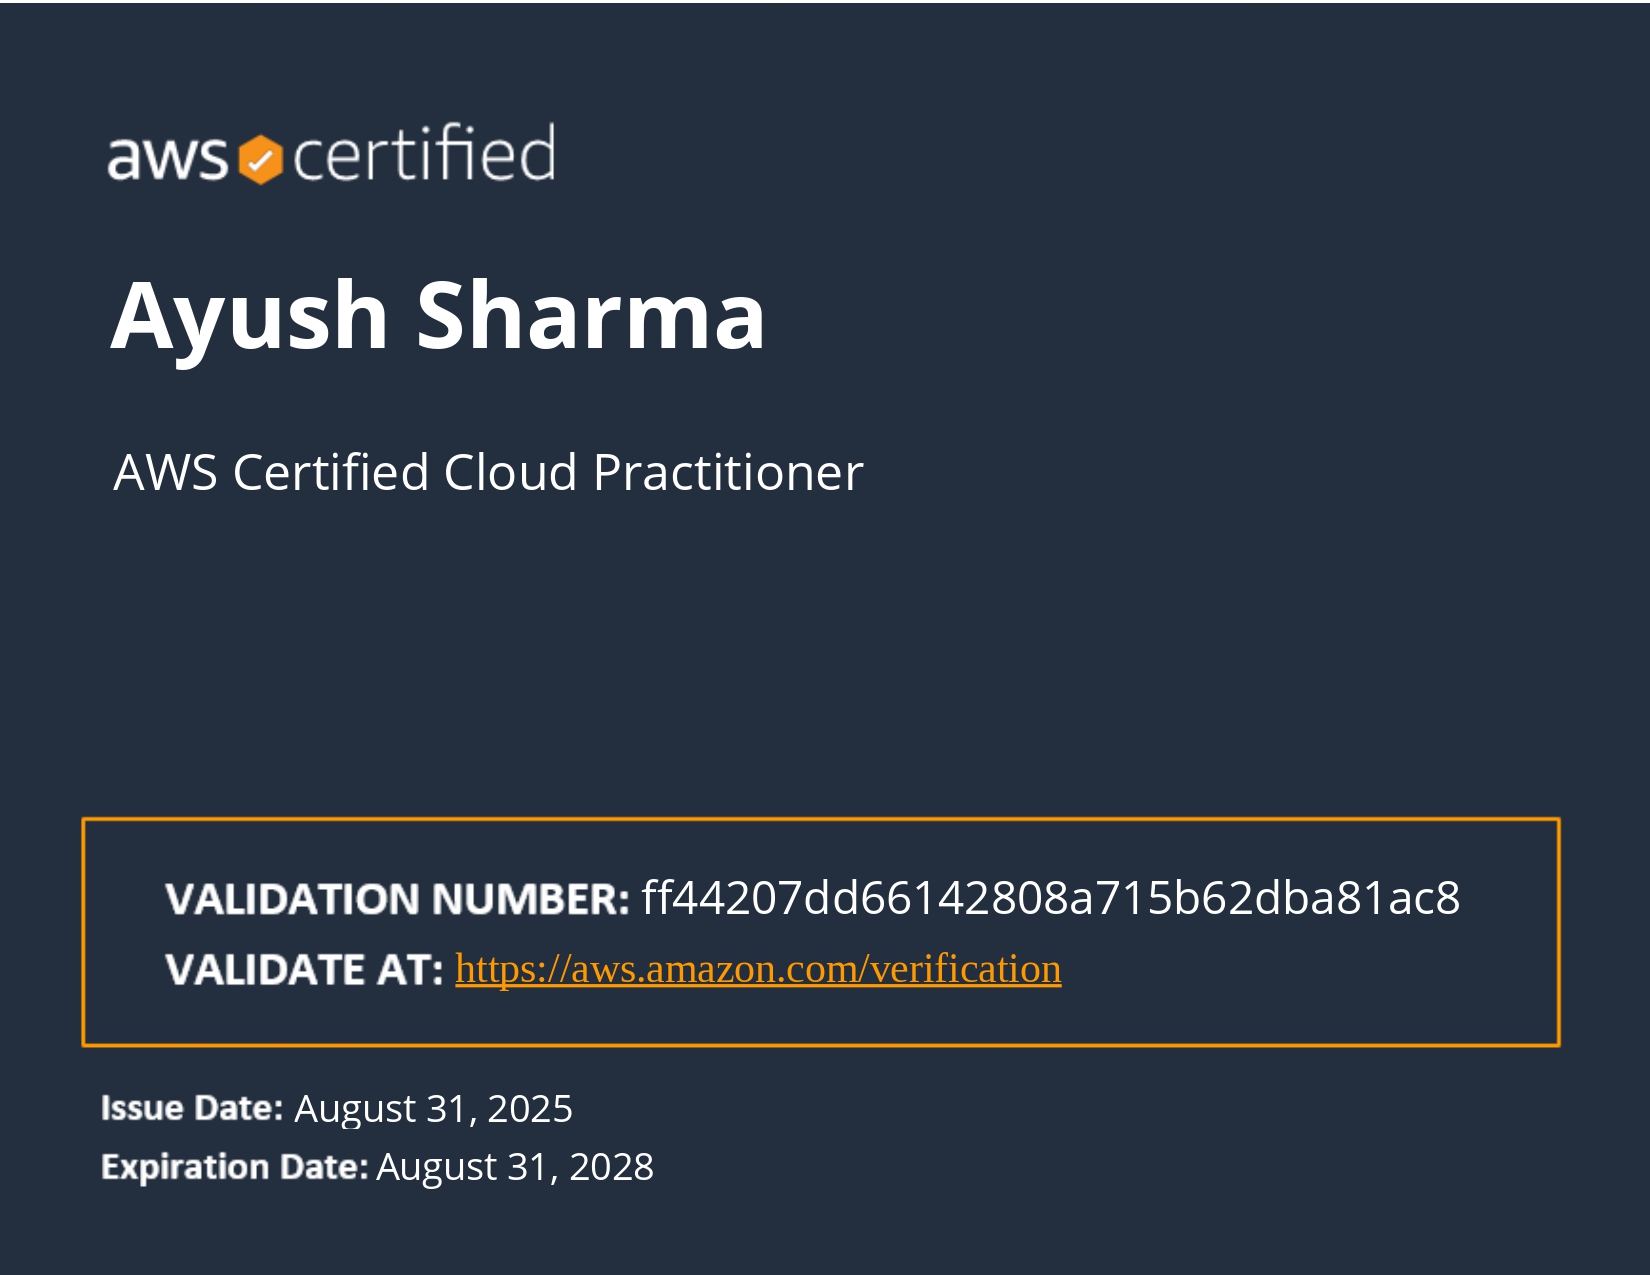 aws certified
Ayush Sharma
AWS Certified Cloud Practitioner
VALIDATION NUMBER: ff44207dd66142808a715b62dba81ac8
VALIDATE AT: https://aws.amazon.com/verification
Issue Date: August 31, 2025
Expiration Date: August 31, 2028